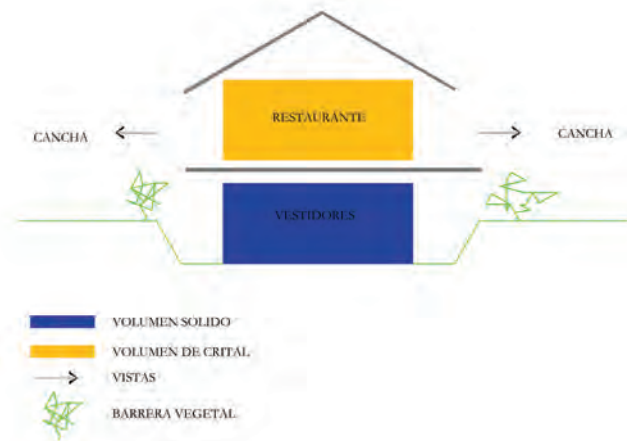 RESTAURANTE
CANCHA
CANCHA
VESTIDORES
VOLUMEN SOLIDO
VOLUMEN DE CRITAL
VISTAS
BARRERA VEGETAL